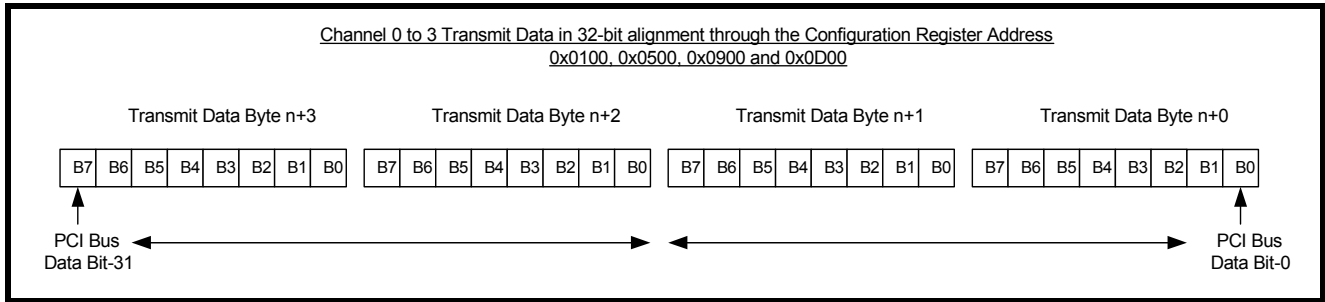 Channel 0 to 3 Transmit Data in 32-bit alignment through the Configuration Register Address
0x0100, 0x0500, 0x0900 and 0x0D00
Transmit Data Byte n+3 Transmit Data Byte n+2 Transmit Data Byte n+1 Transmit Data Byte n+0
B7 B6 B5 B4 B3 B2 B1 B0 B7 B6 B5 B4 B3 B2 B1 B0 B7 B6 B5 B4 B3 B2 B1 B0 B7 B6 B5 B4 B3 B2 B1 B0
PCI Bus PCI Bus
Data Bit-31 Data Bit-0